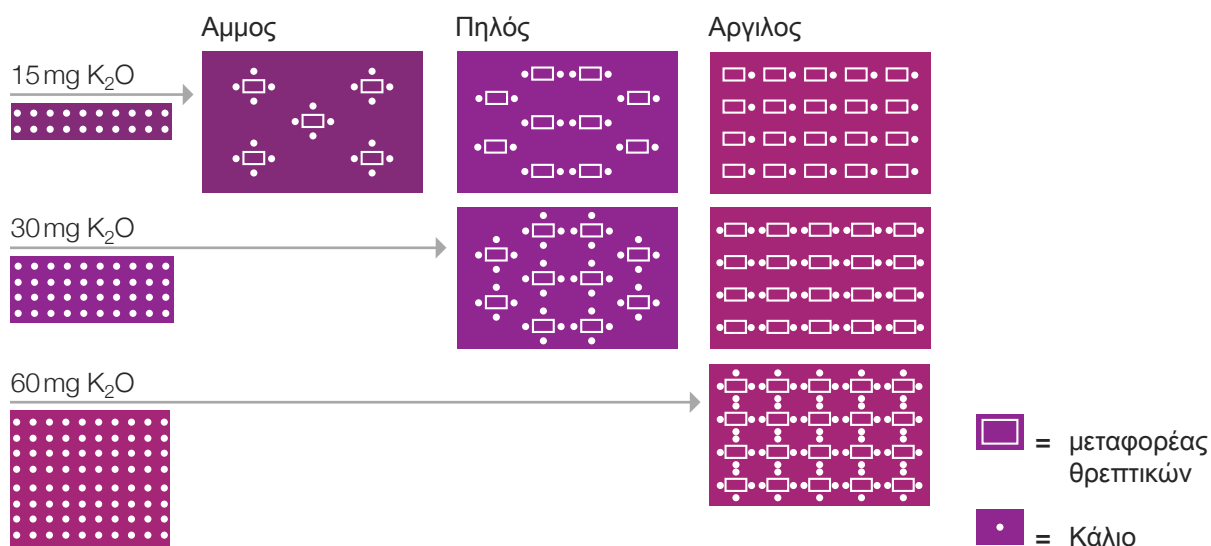 Αμμος
Πηλός
Αργιλος
15 mg K₂O
30 mg K₂O
60 mg K₂O
= μεταφορέας
θρεπτικών
= Κάλιο